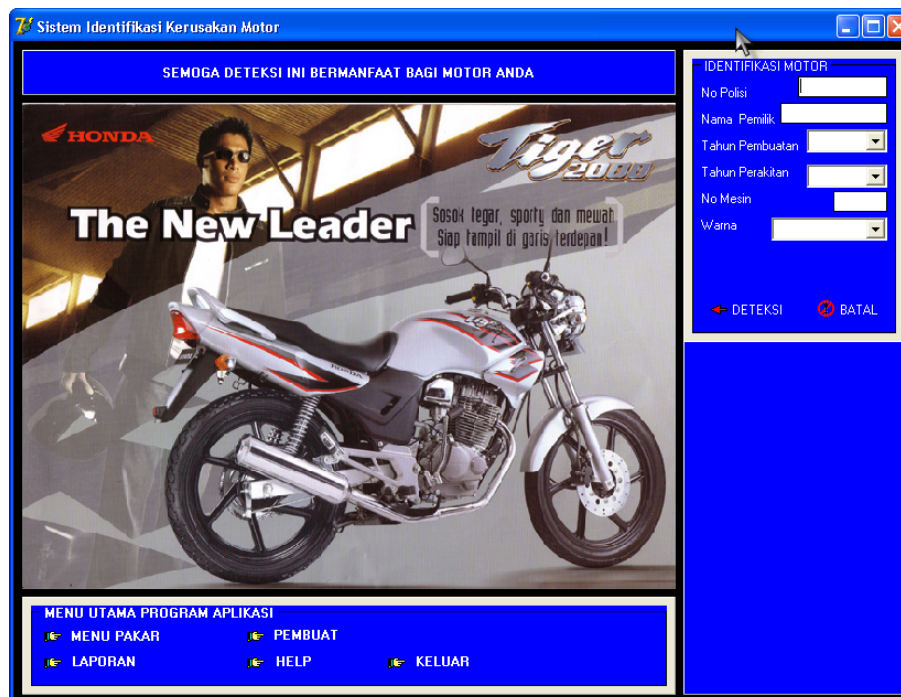 Sistem Identifikasi Kerusakan Motor
SEMOGA DETEKSI INI BERMANFAAT BAGI MOTOR ANDA
HONDA
Tiger
2000
The New Leader
Sosok tegar, sporty dan mewah.
Siap tampil di garis terdepan!
HONDA
IDENTIFIKASI MOTOR
No Polisi
Nama Pemilik
Tahun Pembuatan
Tahun Perakitan
No Mesin
Warna
DETEKSI
BATAL
MENU UTAMA PROGRAM APLIKASI
MENU PAKAR
PEMBUAT
LAPORAN
HELP
KELUAR